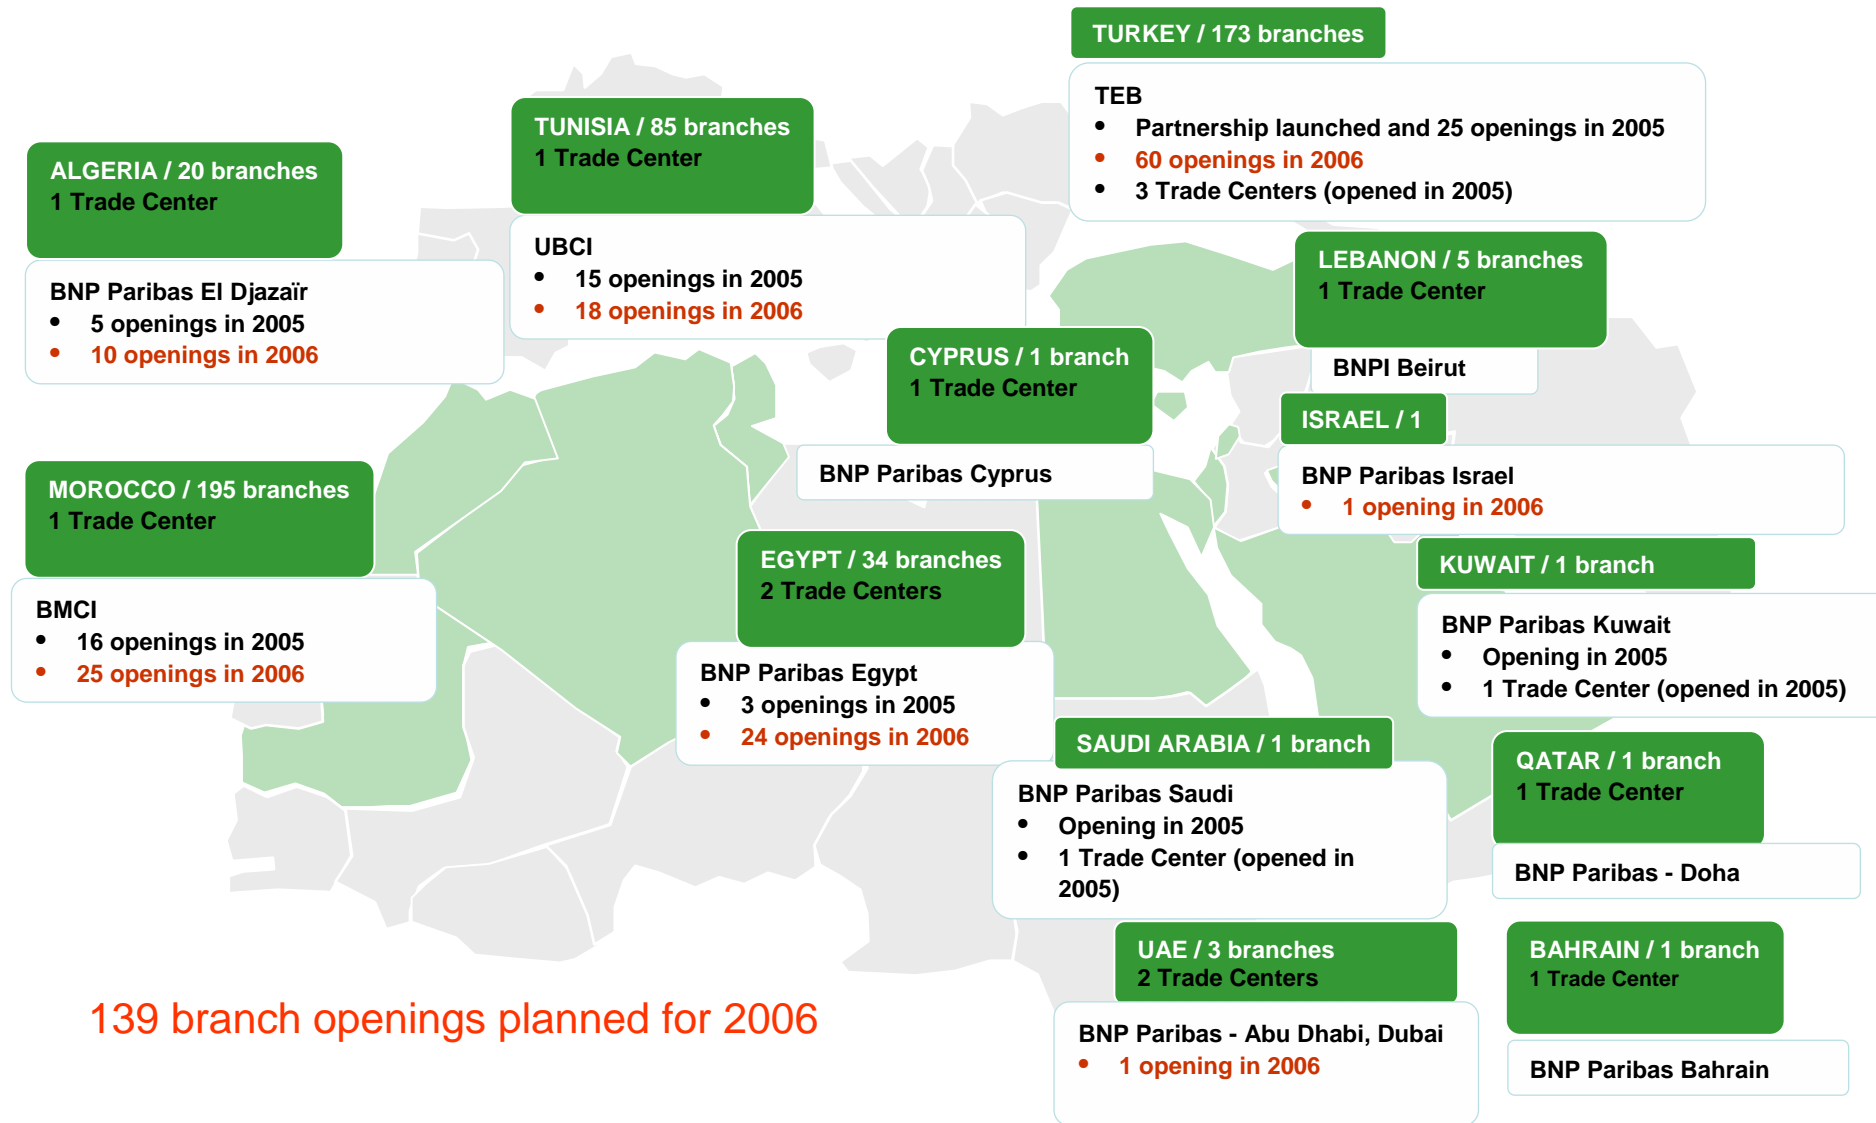 TURKEY / 173 branches
TEB
• Partnership launched and 25 openings in 2005
• 60 openings in 2006
• 3 Trade Centers (opened in 2005)
TUNISIA / 85 branches
1 Trade Center
UBCI
• 15 openings in 2005
• 18 openings in 2006
ALGERIA / 20 branches
1 Trade Center
BNP Paribas El Djazaïr
• 5 openings in 2005
• 10 openings in 2006
LEBANON / 5 branches
1 Trade Center
BNPI Beirut
CYPRUS / 1 branch
1 Trade Center
BNP Paribas Cyprus
ISRAEL / 1
BNP Paribas Israel
• 1 opening in 2006
MOROCCO / 195 branches
1 Trade Center
BMCI
• 16 openings in 2005
• 25 openings in 2006
EGYPT / 34 branches
2 Trade Centers
BNP Paribas Egypt
• 3 openings in 2005
• 24 openings in 2006
KUWAIT / 1 branch
BNP Paribas Kuwait
• Opening in 2005
• 1 Trade Center (opened in 2005)
SAUDI ARABIA / 1 branch
BNP Paribas Saudi
• Opening in 2005
• 1 Trade Center (opened in
2005)
QATAR / 1 branch
1 Trade Center
BNP Paribas - Doha
UAE / 3 branches
2 Trade Centers
BNP Paribas - Abu Dhabi, Dubai
• 1 opening in 2006
BAHRAIN / 1 branch
1 Trade Center
BNP Paribas Bahrain
139 branch openings planned for 2006